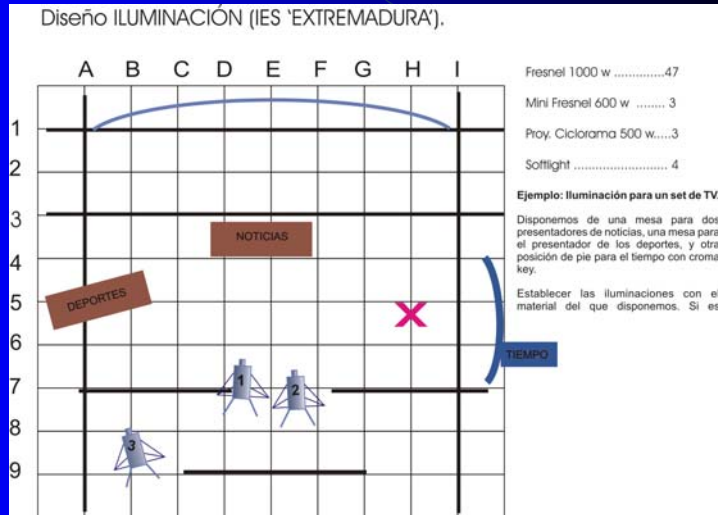 Diseño ILUMINACIÓN (IES 'EXTREMADURA').
A B C D E F G H I
Fresnel 1000 w ..............47
Mini Fresnel 600 w ........ 3
Proy. Ciclorama 500 w.....3
Softlight .......................... 4
Ejemplo: Iluminación para un set de TV.
Disponemos de una mesa para dos
presentadores de noticias, una mesa para
el presentador de los deportes, y otra
posición de pie para el tiempo con croma
key.
Establecer las iluminaciones con el
material del que disponemos. Si es
1
2
3
NOTICIAS
4
DEPORTES
5
X
6
TIEMPO
7
1
2
8
3
9